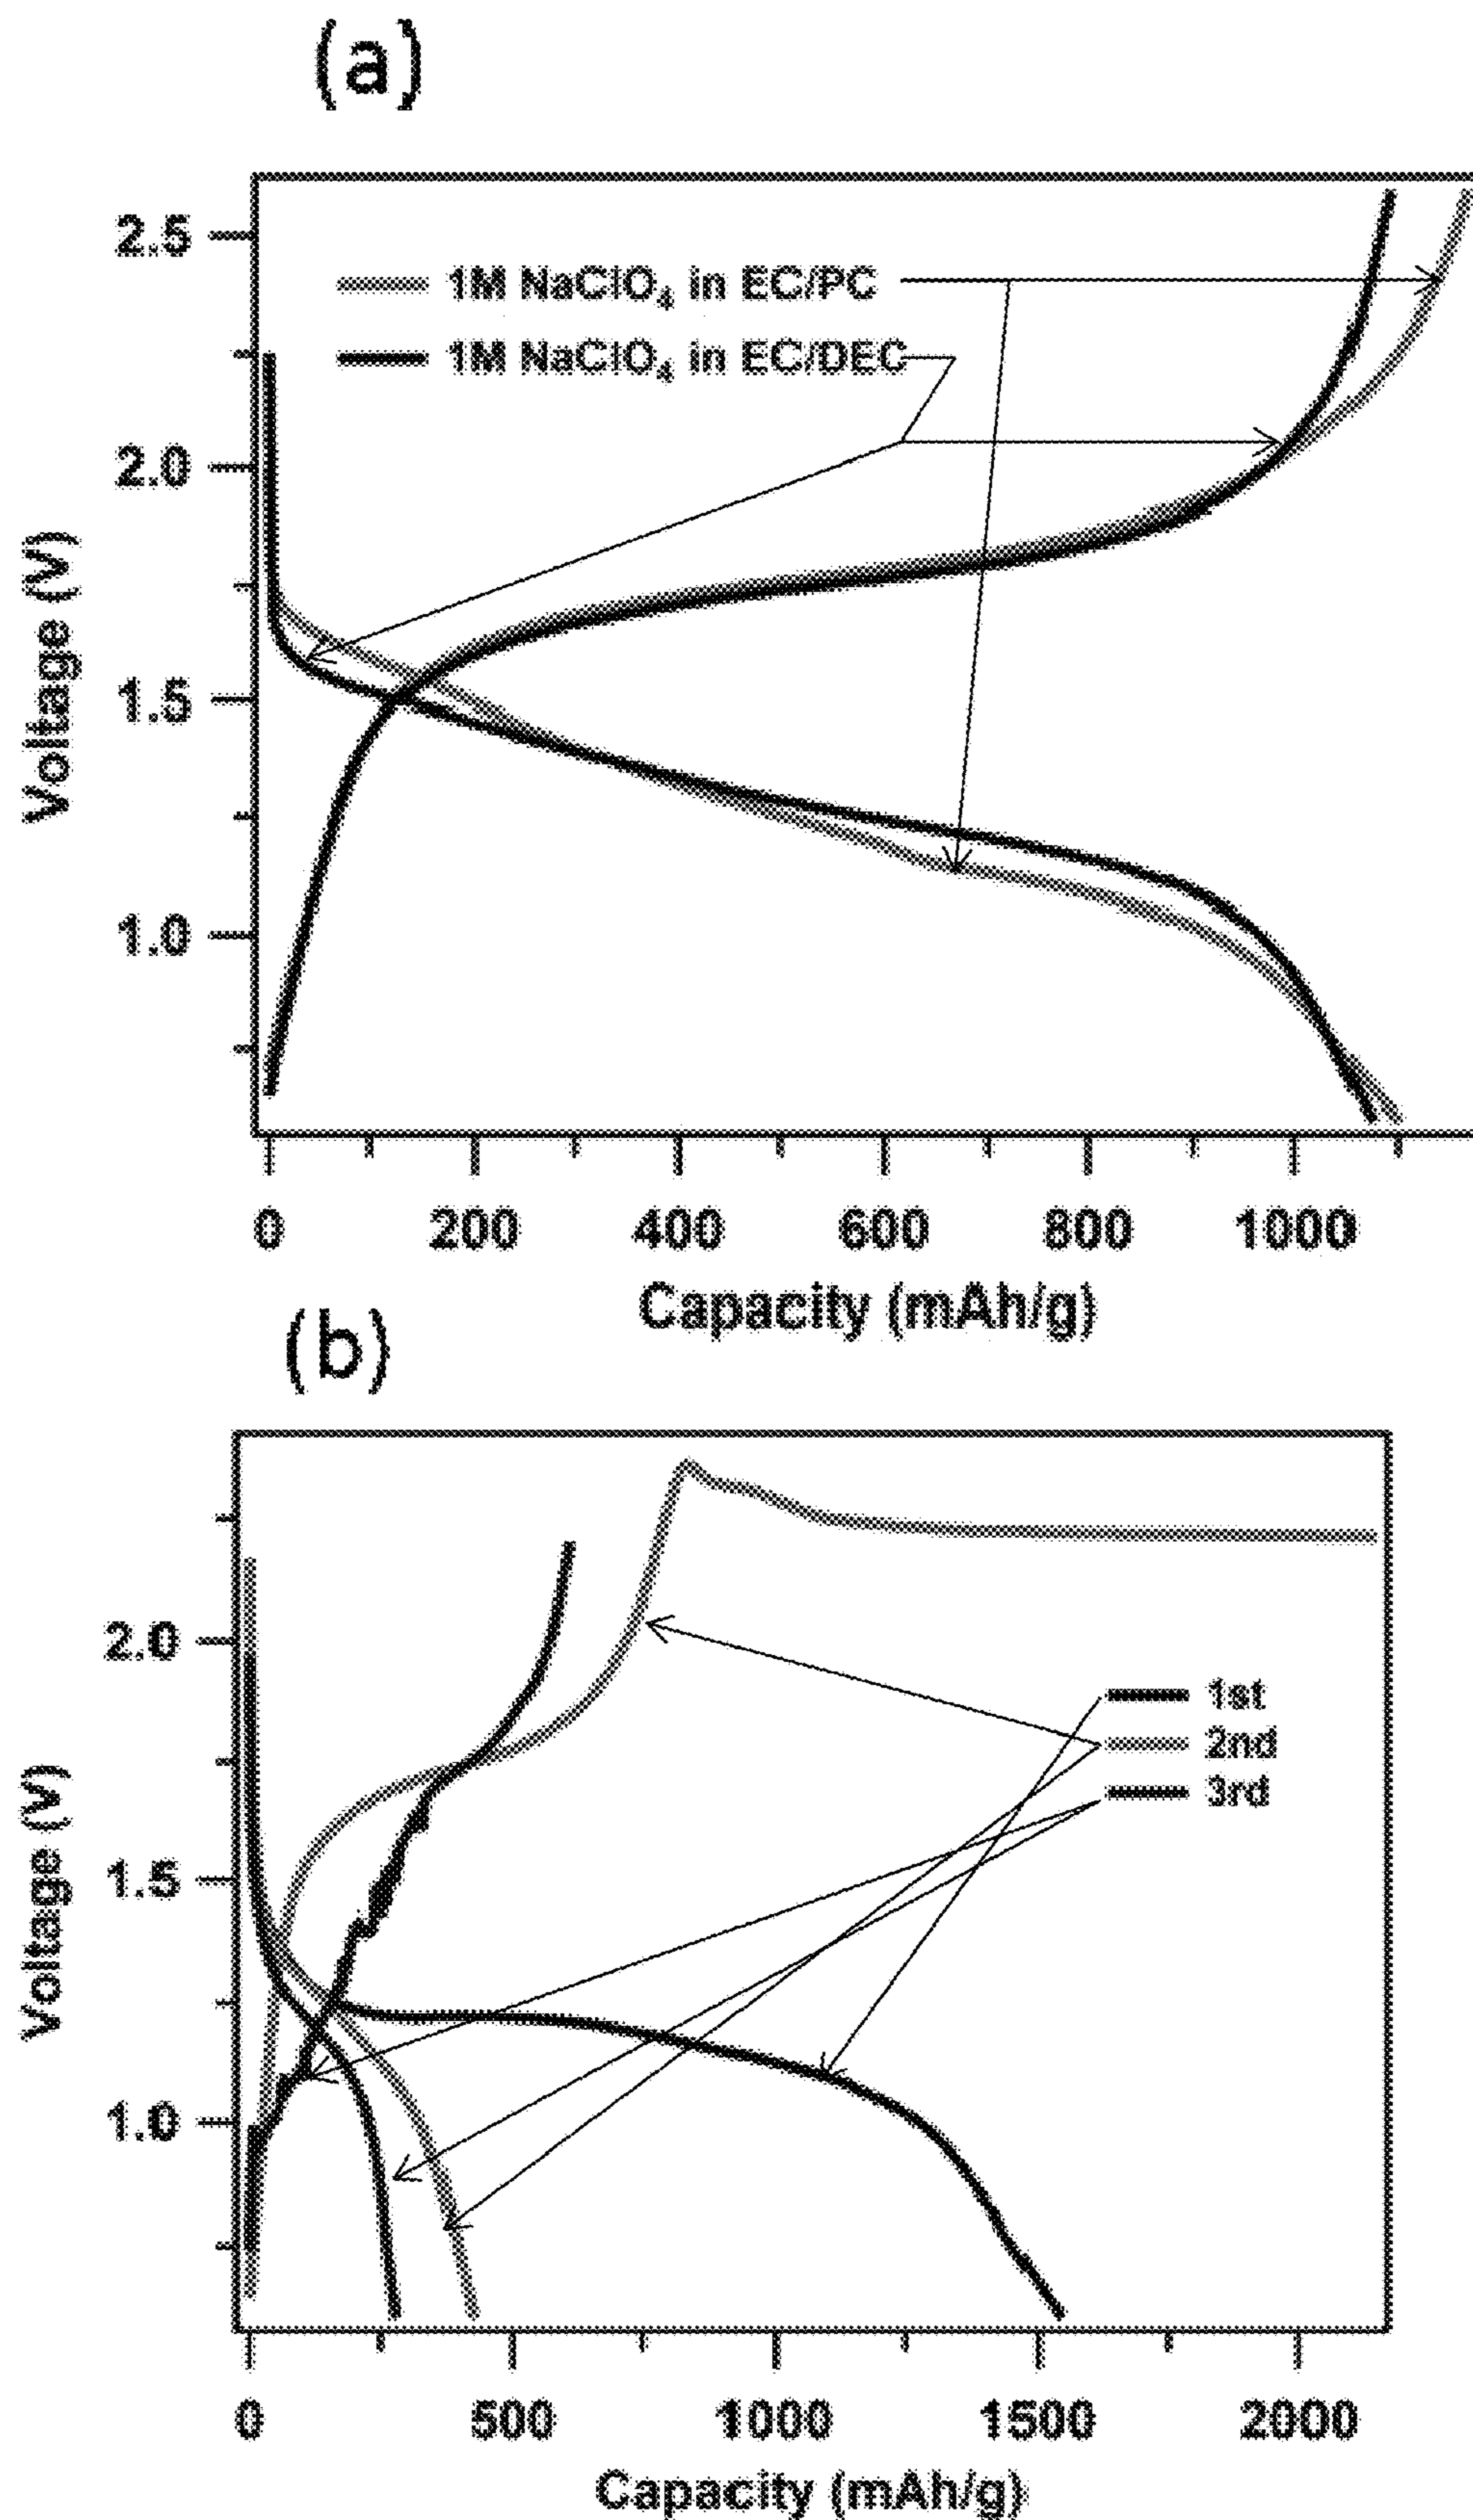 (a)
2.5
2.0
1.5
1.0
Voltage (V)
1M NaClO₄ in EC/PC
1M NaClO₄ in EC/DEC
0 200 400 600 800 1000
Capacity (mAh/g)
(b)
2.0
1.5
1.0
Voltage (V)
1st
2nd
3rd
0 500 1000 1500 2000
Capacity (mAh/g)